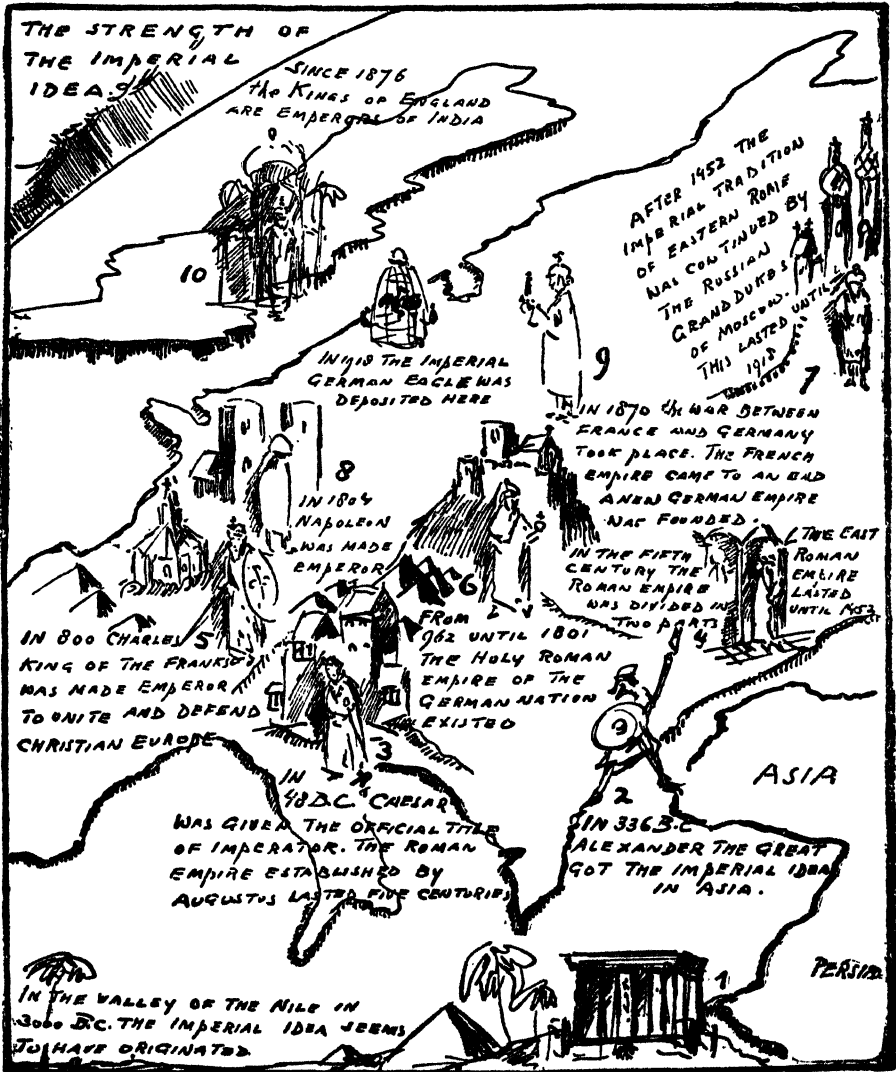 THE STRENGTH OF
THE IMPERIAL
IDEA.
SINCE 1876
the KINGS OF ENGLAND
ARE EMPERORS OF INDIA
10
AFTER 1452 THE
IMPERIAL TRADITION
OF EASTERN ROME
WAS CONTINUED BY
THE RUSSIAN
GRAND DUKES
OF MOSCOW.
THIS LASTED UNTIL
1918
7
IN 1918 THE IMPERIAL
GERMAN EAGLE WAS
DEPOSITED HERE
9
IN 1870 the WAR BETWEEN
FRANCE AND GERMANY
TOOK PLACE. THE FRENCH
EMPIRE CAME TO AN END
A NEW GERMAN EMPIRE
WAS FOUNDED.
8
IN 1804
NAPOLEON
WAS MADE
EMPEROR
IN THE FIFTH
CENTURY THE
ROMAN EMPIRE
WAS DIVIDED IN
TWO PARTS
4
THE EAST
ROMAN
EMPIRE
LASTED
UNTIL 1453
6
FROM
962 UNTIL 1801
THE HOLY ROMAN
EMPIRE OF THE
GERMAN NATION
EXISTED
5
IN 800 CHARLES
KING OF THE FRANKS
WAS MADE EMPEROR
TO UNITE AND DEFEND
CHRISTIAN EUROPE
3
IN
48 B.C. CAESAR
WAS GIVEN THE OFFICIAL TITLE
OF IMPERATOR. THE ROMAN
EMPIRE ESTABLISHED BY
AUGUSTUS LASTED FIVE CENTURIES
2
IN 336 B.C
ALEXANDER THE GREAT
GOT THE IMPERIAL IDEA
IN ASIA.
ASIA
PERSIA
1
IN THE VALLEY OF THE NILE IN
3000 B.C. THE IMPERIAL IDEA SEEMS
TO HAVE ORIGINATED